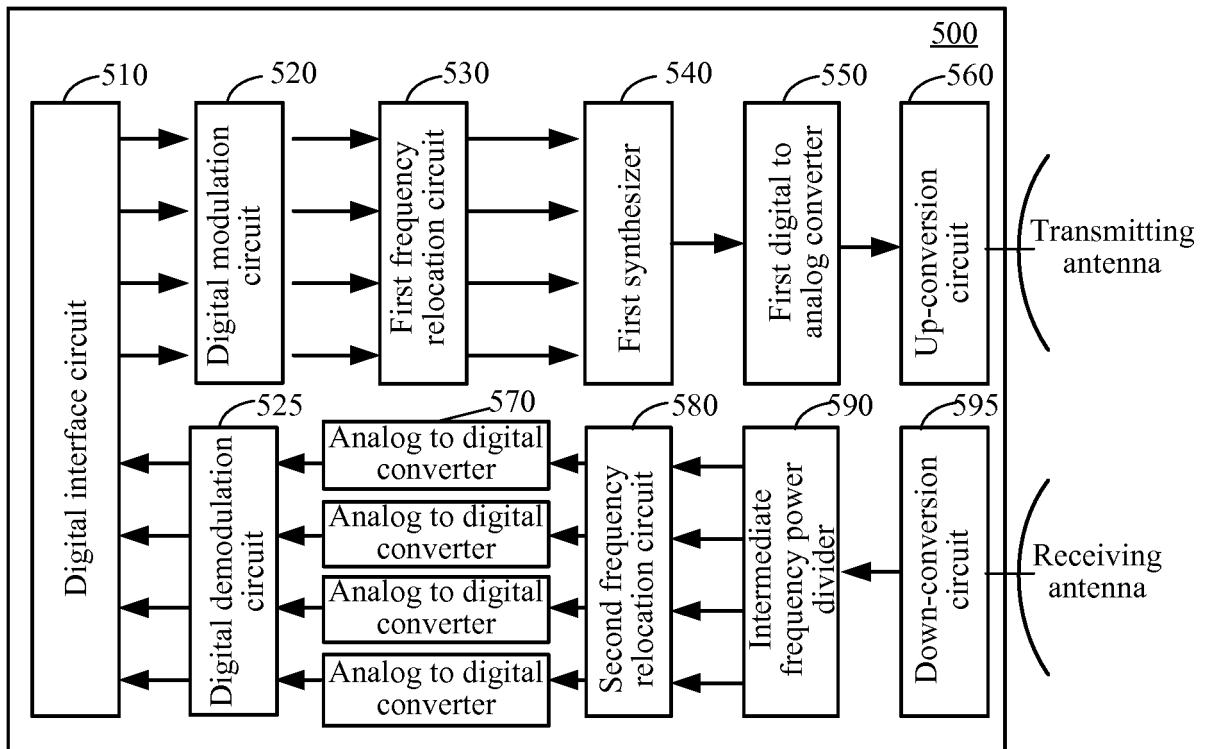 500
510
520
530
540
550
560
Digital interface circuit
Digital modulation
circuit
First frequency
relocation circuit
First synthesizer
First digital to
analog converter
Up-conversion
circuit
Transmitting
antenna
525
570
580
590
595
Digital demodulation
circuit
Analog to digital
converter
Analog to digital
converter
Analog to digital
converter
Analog to digital
converter
Second frequency
relocation circuit
Intermediate
frequency power
divider
Down-conversion
circuit
Receiving
antenna